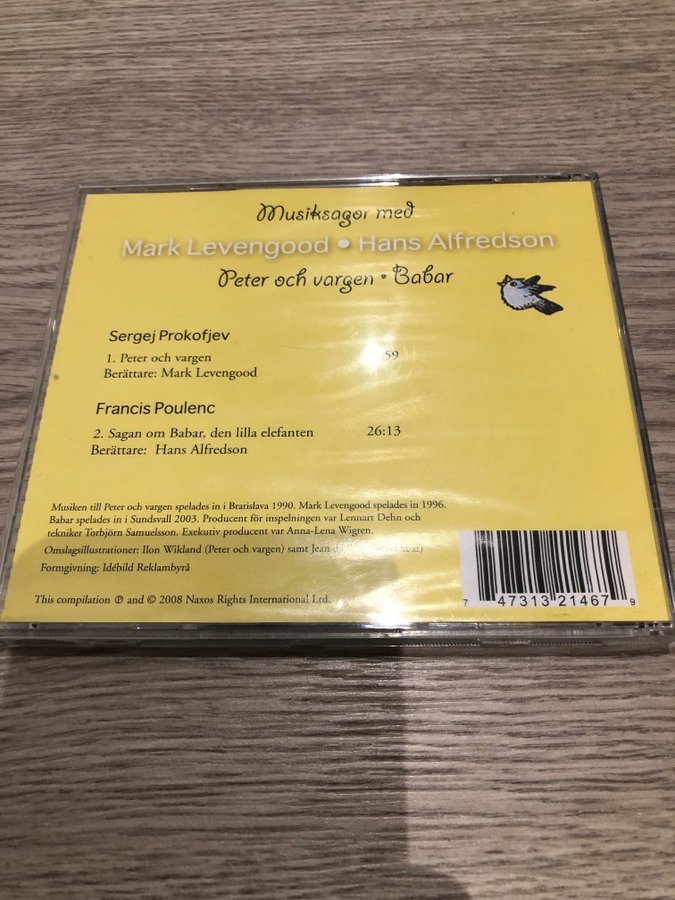 Musiksagor med
Mark Levengood • Hans Alfredson
Peter och vargen • Babar
Sergej Prokofjev
1. Peter och vargen 59
Berättare: Mark Levengood
Francis Poulenc
2. Sagan om Babar, den lilla elefanten 26:13
Berättare: Hans Alfredson
Musiken till Peter och vargen spelades in i Bratislava 1990. Mark Levengood spelades in 1996.
Babar spelades in i Sundsvall 2003. Producent för inspelningen var Lennart Dehn och
tekniker Torbjörn Samuelsson. Exekutiv producent var Anna-Lena Wigren.
Omslagsillustrationer: Ilon Wikland (Peter och vargen) samt Jean
Formgivning: Idébild Reklambyrå
This compilation ℗ and © 2008 Naxos Rights International Ltd.
7 47313 21467 9